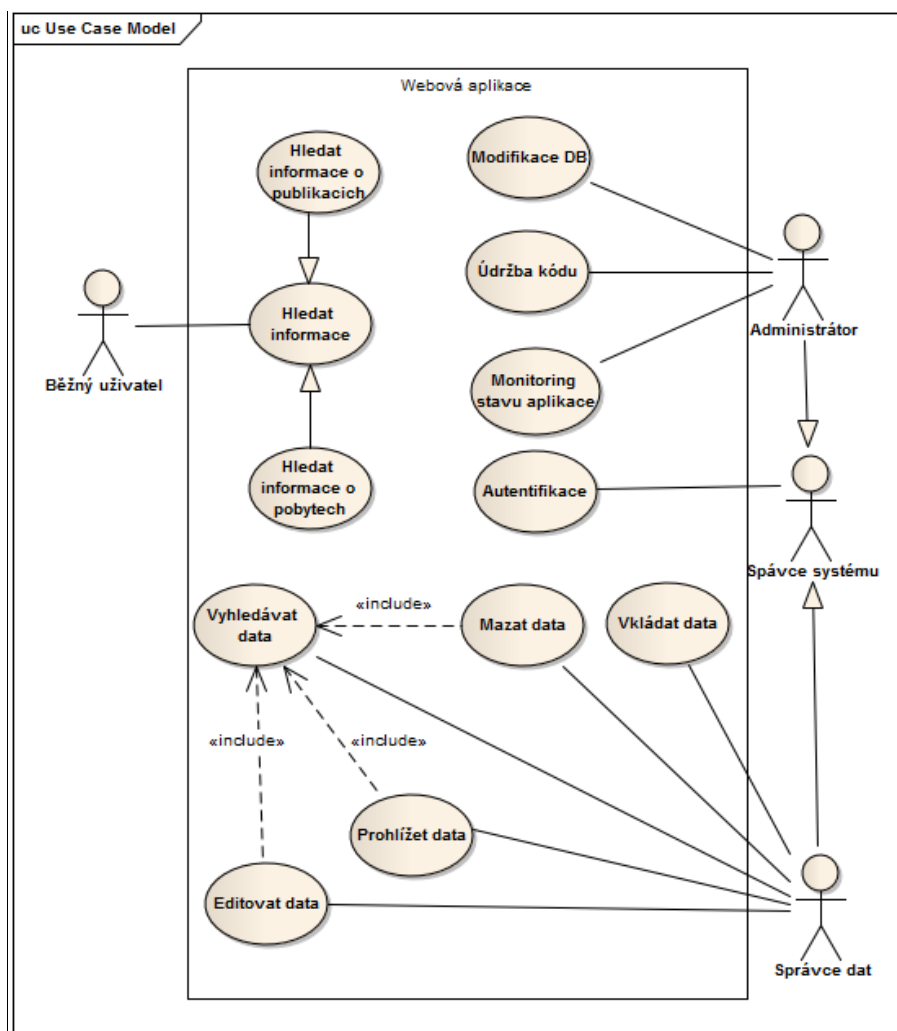 uc Use Case Model
Webová aplikace
Hledat
informace o
publikacich
Modifikace DB
Údržba kódu
Hledat
informace
Běžný uživatel
Administrátor
Monitoring
stavu aplikace
Hledat
informace o
pobytech
Autentifikace
Spávce systému
Vyhledávat
data
«include»
Mazat data
Vkládat data
«include»
«include»
Prohlížet data
Editovat data
Správce dat